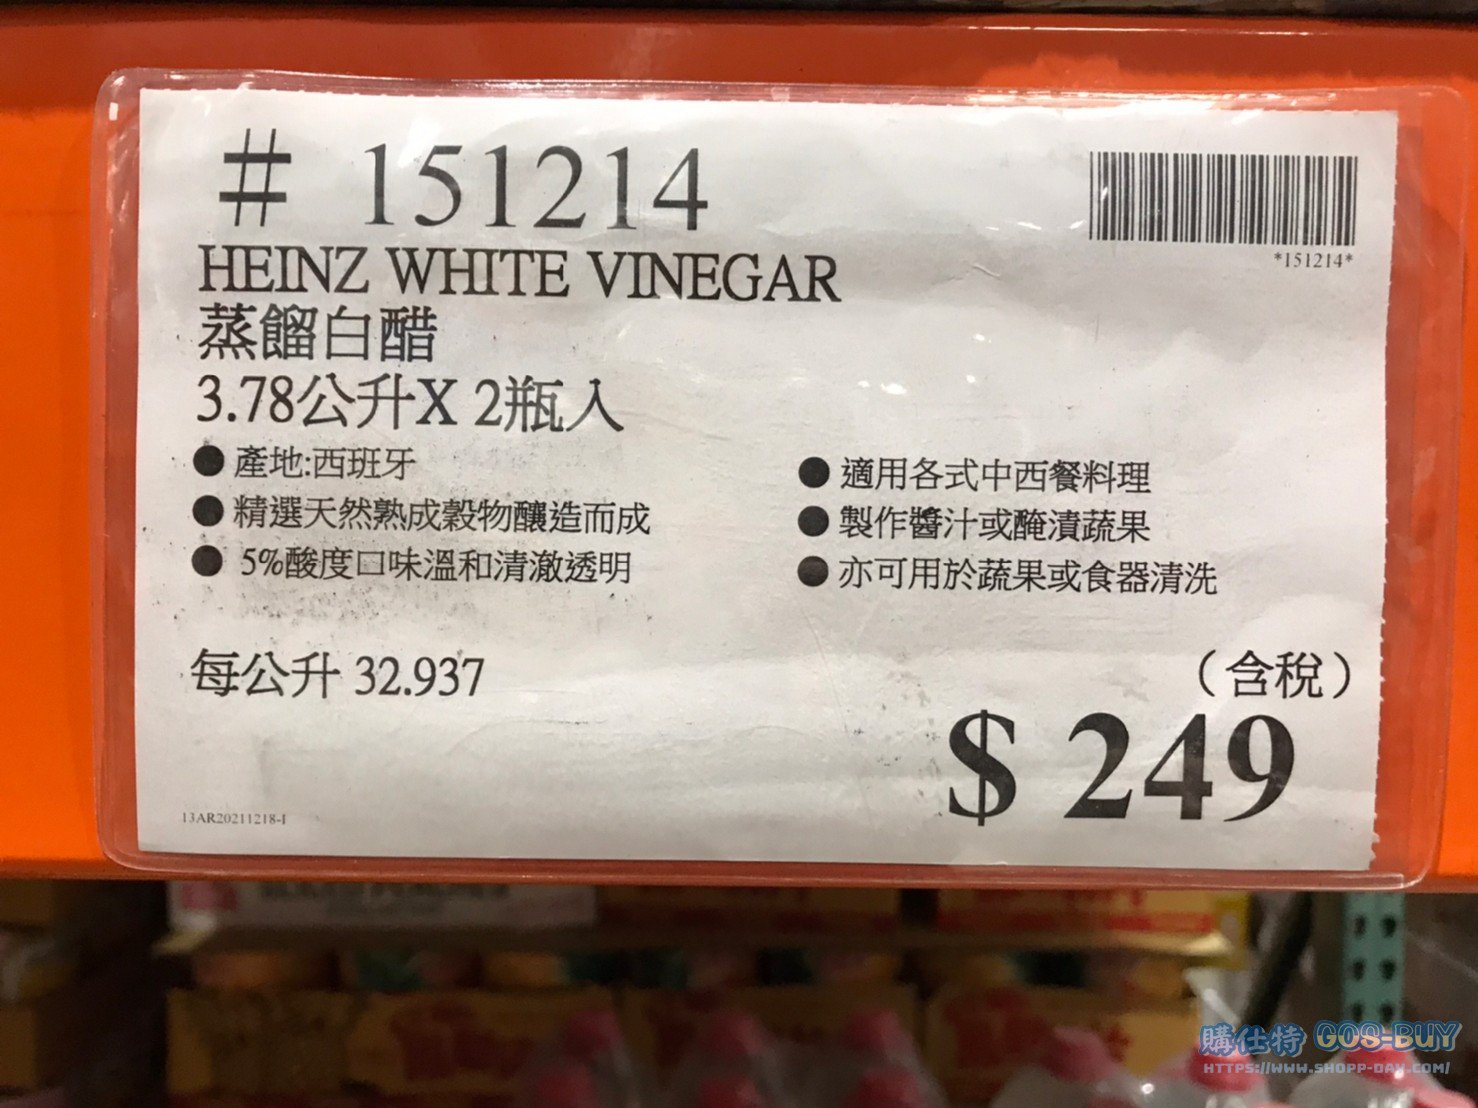 # 151214
*151214*
HEINZ WHITE VINEGAR
蒸餾白醋
3.78公升X 2瓶入
● 產地:西班牙
● 精選天然熟成穀物釀造而成
● 5%酸度口味溫和清澈透明
● 適用各式中西餐料理
● 製作醬汁或醃漬蔬果
● 亦可用於蔬果或食器清洗
每公升 32.937
（含稅）
$ 249
13AR20211218-1
購仕特 GOS-BUY
HTTPS://WWW.SHOPP-DAY.COM/